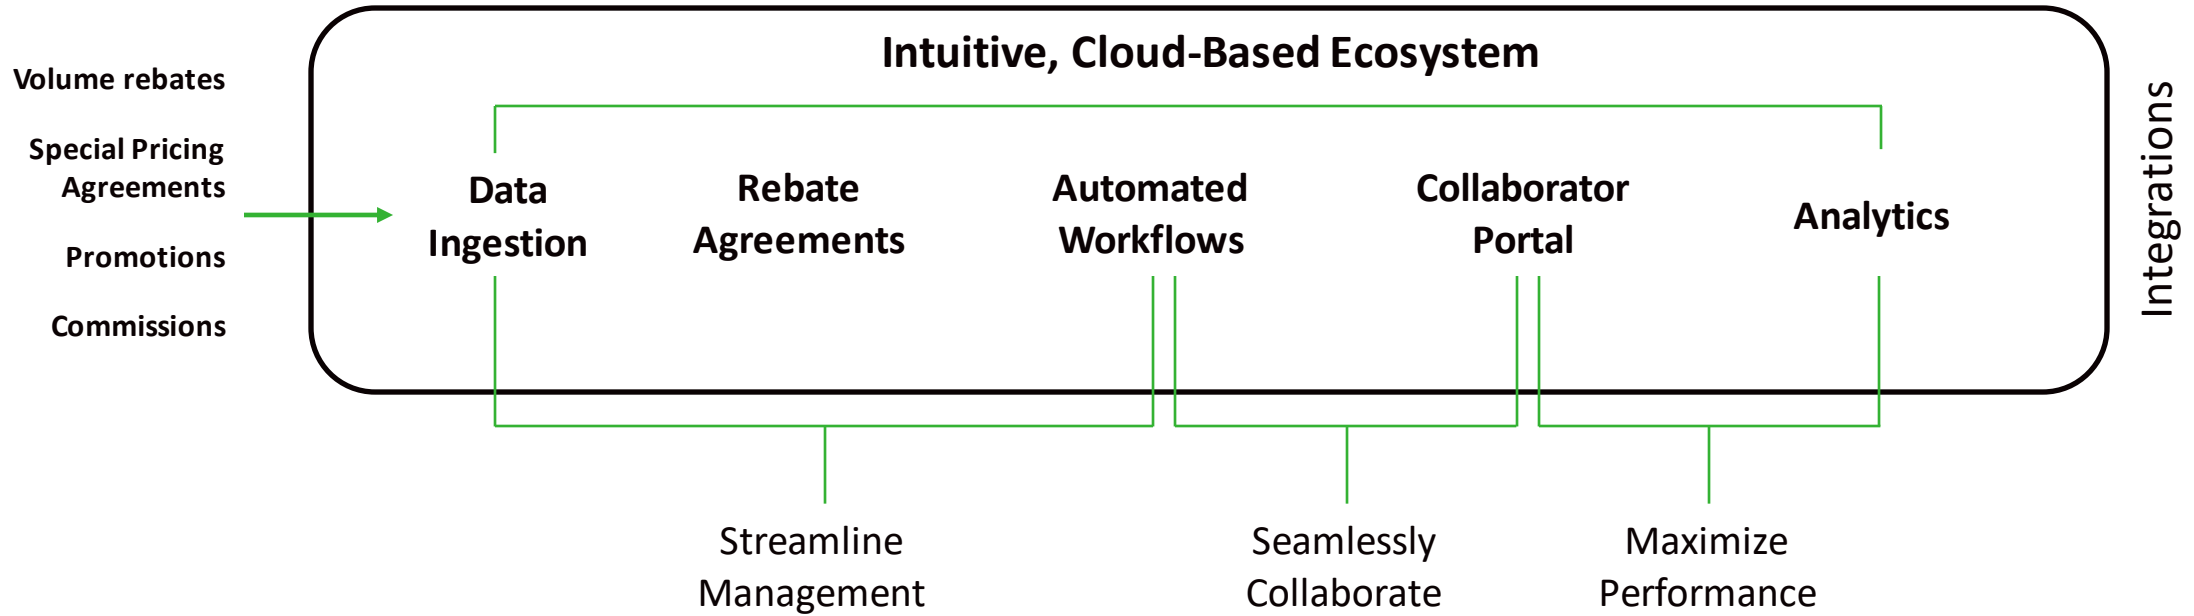 Intuitive, Cloud-Based Ecosystem
Volume rebates
Special Pricing
Agreements
Promotions
Commissions
Data
Ingestion
Rebate
Agreements
Automated
Workflows
Collaborator
Portal
Analytics
Integrations
Streamline
Management
Seamlessly
Collaborate
Maximize
Performance